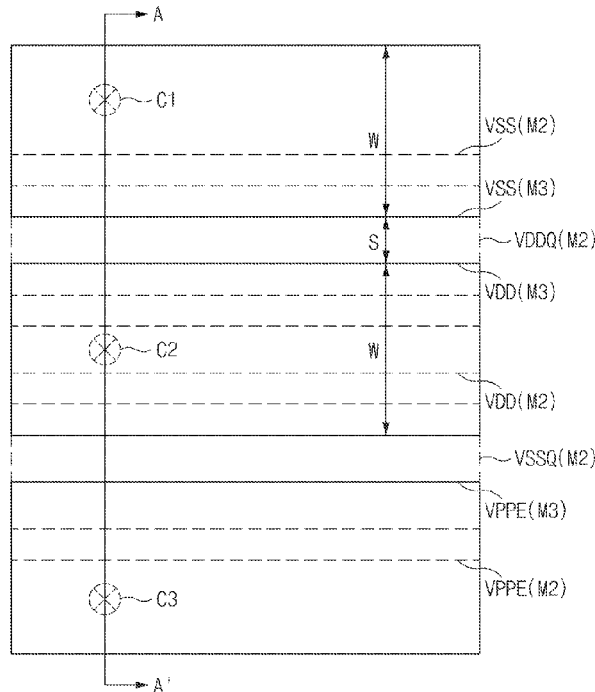 A
C1
W
VSS(M2)
VSS(M3)
S
VDDQ(M2)
VDD(M3)
C2
W
VDD(M2)
VSSQ(M2)
VPPE(M3)
VPPE(M2)
C3
A'